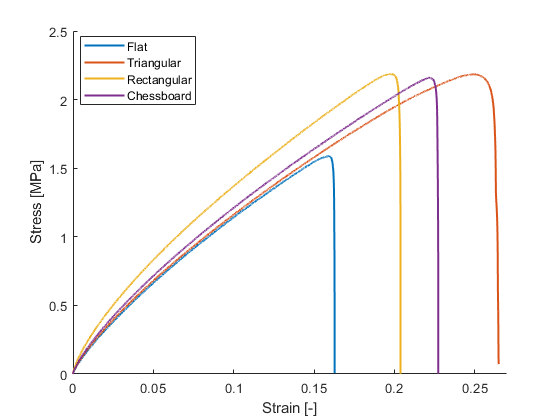 2.5
2
1.5
1
0.5
0
Stress [MPa]
Flat
Triangular
Rectangular
Chessboard
0 0.05 0.1 0.15 0.2 0.25
Strain [-]